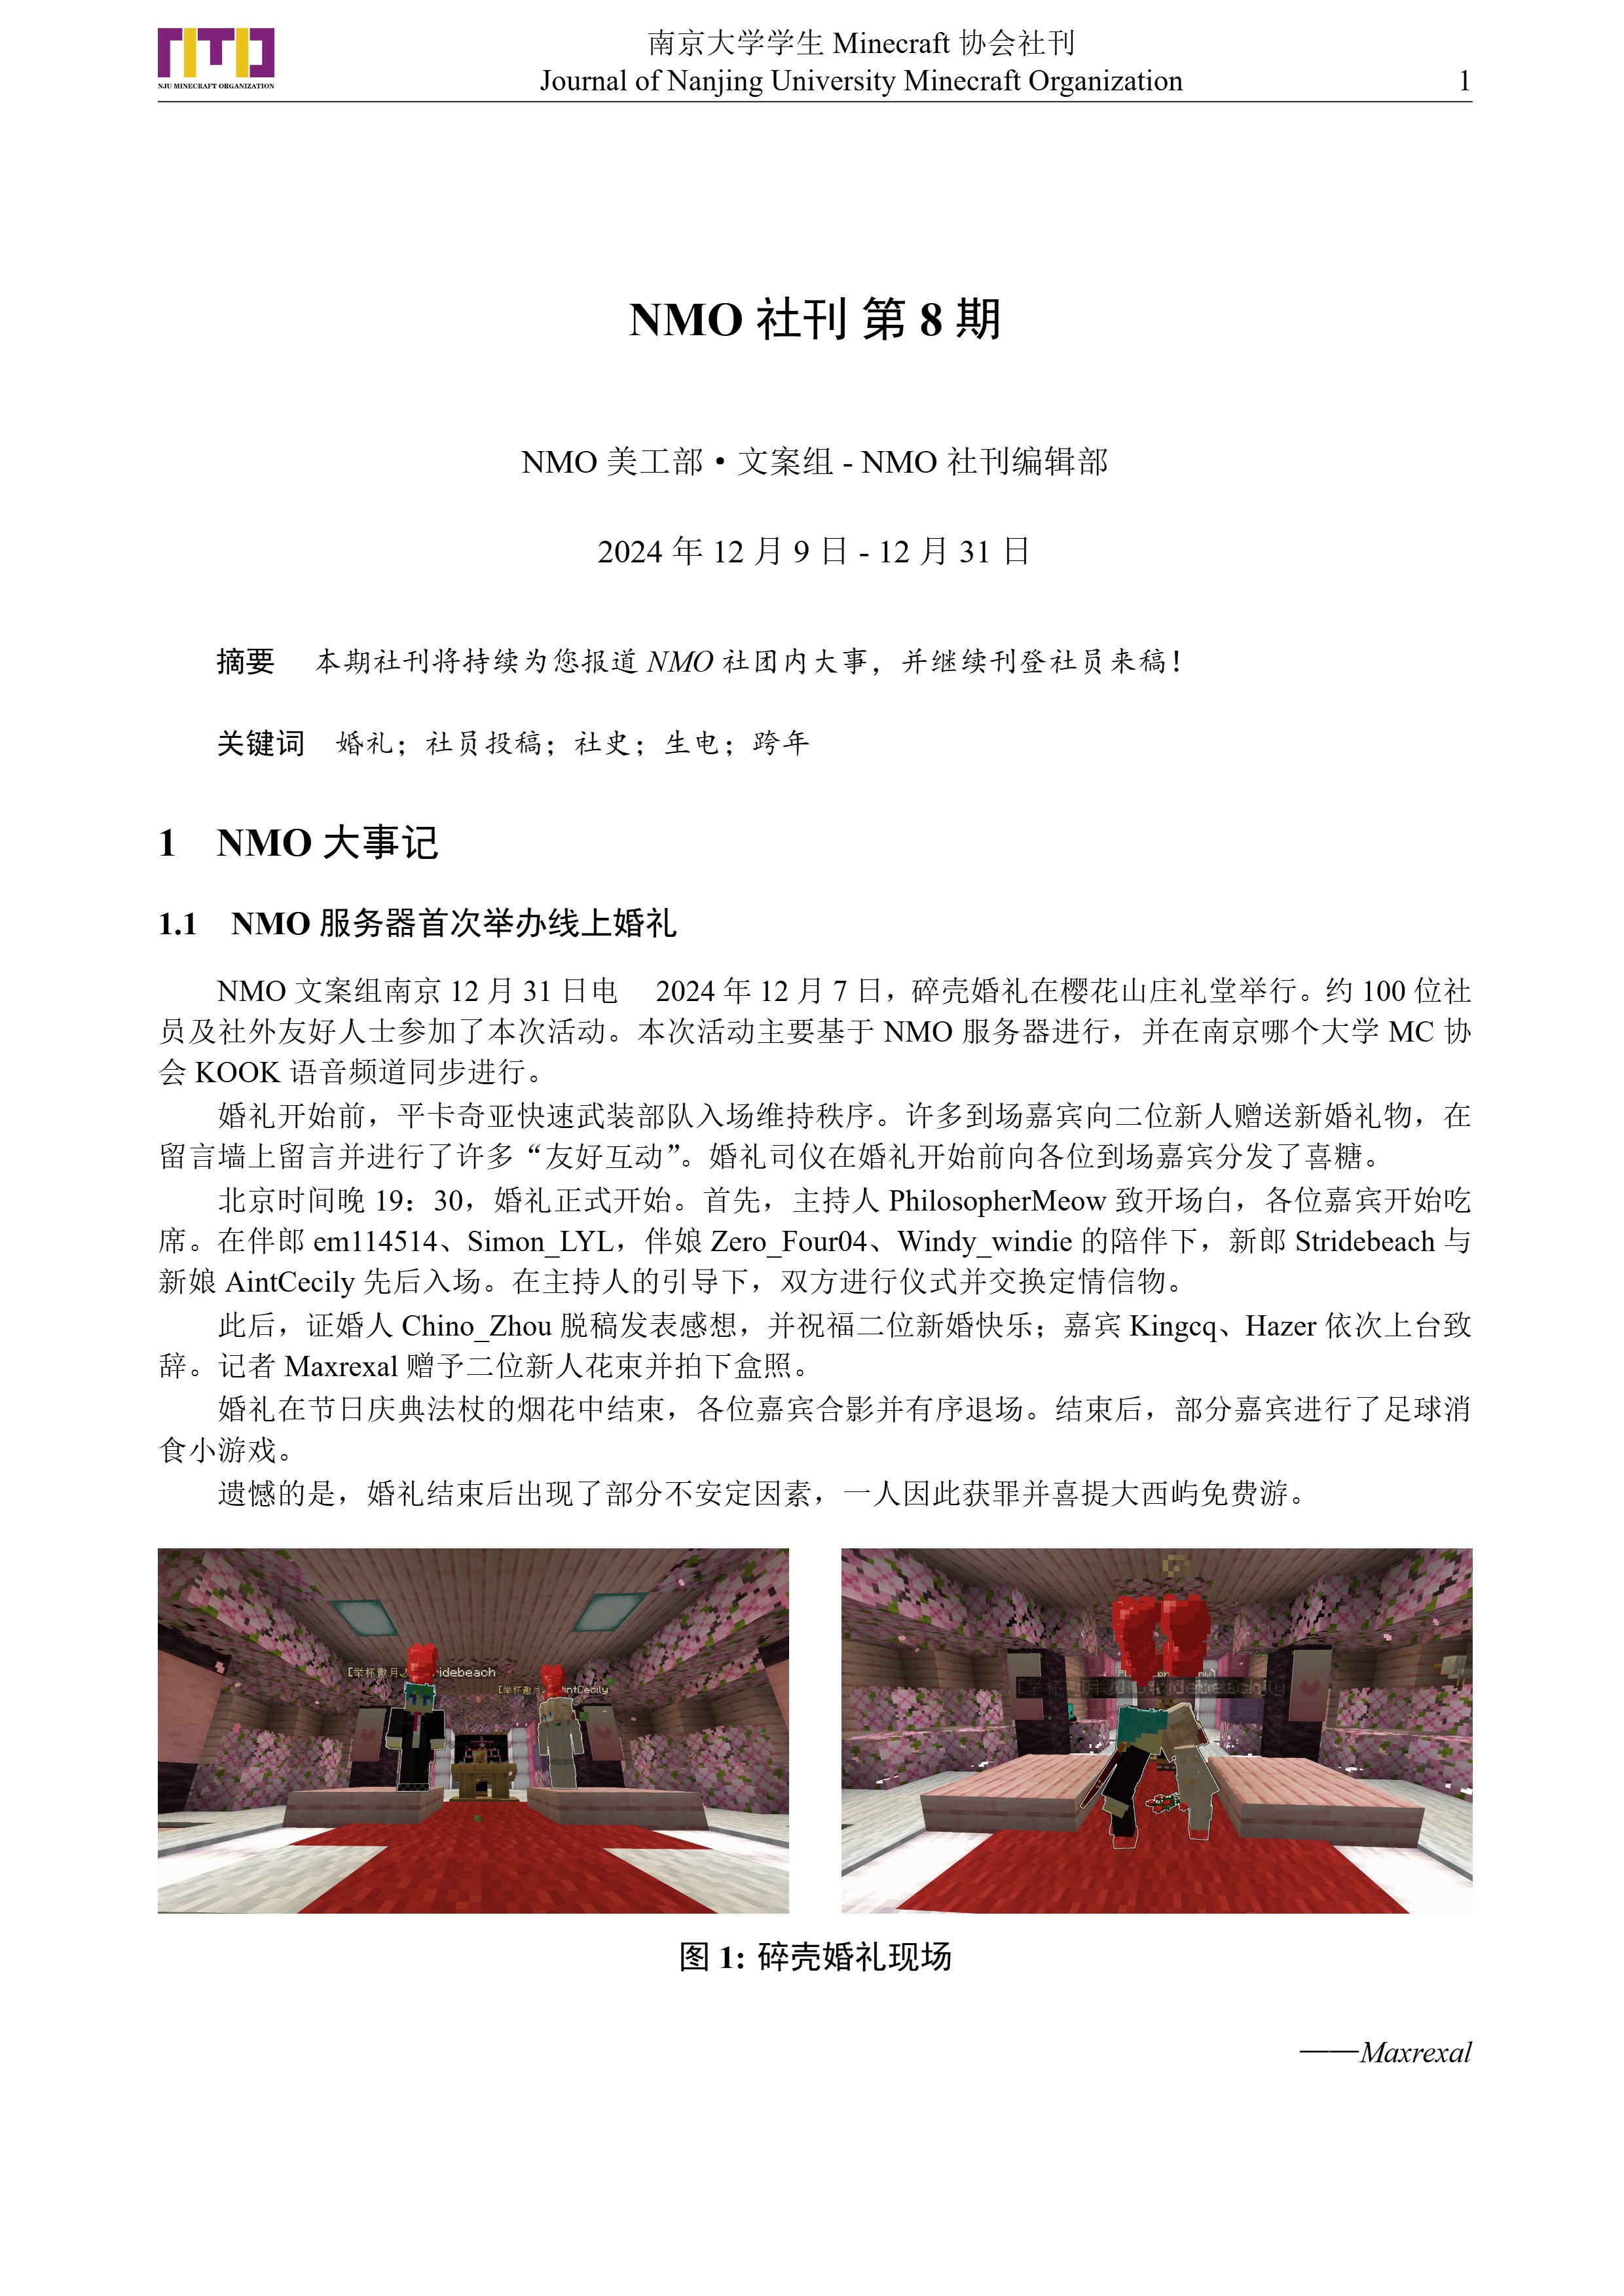 NJU MINECRAFT ORGANIZATION
南京大学学生 Minecraft 协会社刊
Journal of Nanjing University Minecraft Organization
1
NMO 社刊 第 8 期
NMO 美工部·文案组 - NMO 社刊编辑部
2024 年 12 月 9 日 - 12 月 31 日
摘要 本期社刊将持续为您报道 NMO 社团内大事，并继续刊登社员来稿！
关键词 婚礼；社员投稿；社史；生电；跨年
1 NMO 大事记
1.1 NMO 服务器首次举办线上婚礼
NMO 文案组南京 12 月 31 日电 2024 年 12 月 7 日，碎壳婚礼在樱花山庄礼堂举行。约 100 位社
员及社外友好人士参加了本次活动。本次活动主要基于 NMO 服务器进行，并在南京哪个大学 MC 协
会 KOOK 语音频道同步进行。
婚礼开始前，平卡奇亚快速武装部队入场维持秩序。许多到场嘉宾向二位新人赠送新婚礼物，在
留言墙上留言并进行了许多“友好互动”。婚礼司仪在婚礼开始前向各位到场嘉宾分发了喜糖。
北京时间晚 19：30，婚礼正式开始。首先，主持人 PhilosopherMeow 致开场白，各位嘉宾开始吃
席。在伴郎 em114514、Simon_LYL，伴娘 Zero_Four04、Windy_windie 的陪伴下，新郎 Stridebeach 与
新娘 AintCecily 先后入场。在主持人的引导下，双方进行仪式并交换定情信物。
此后，证婚人 Chino_Zhou 脱稿发表感想，并祝福二位新婚快乐；嘉宾 Kingcq、Hazer 依次上台致
辞。记者 Maxrexal 赠予二位新人花束并拍下盒照。
婚礼在节日庆典法杖的烟花中结束，各位嘉宾合影并有序退场。结束后，部分嘉宾进行了足球消
食小游戏。
遗憾的是，婚礼结束后出现了部分不安定因素，一人因此获罪并喜提大西屿免费游。
[举杯邀月 ridebeach
[举杯邀月 intCecily
图 1: 碎壳婚礼现场
——Maxrexal